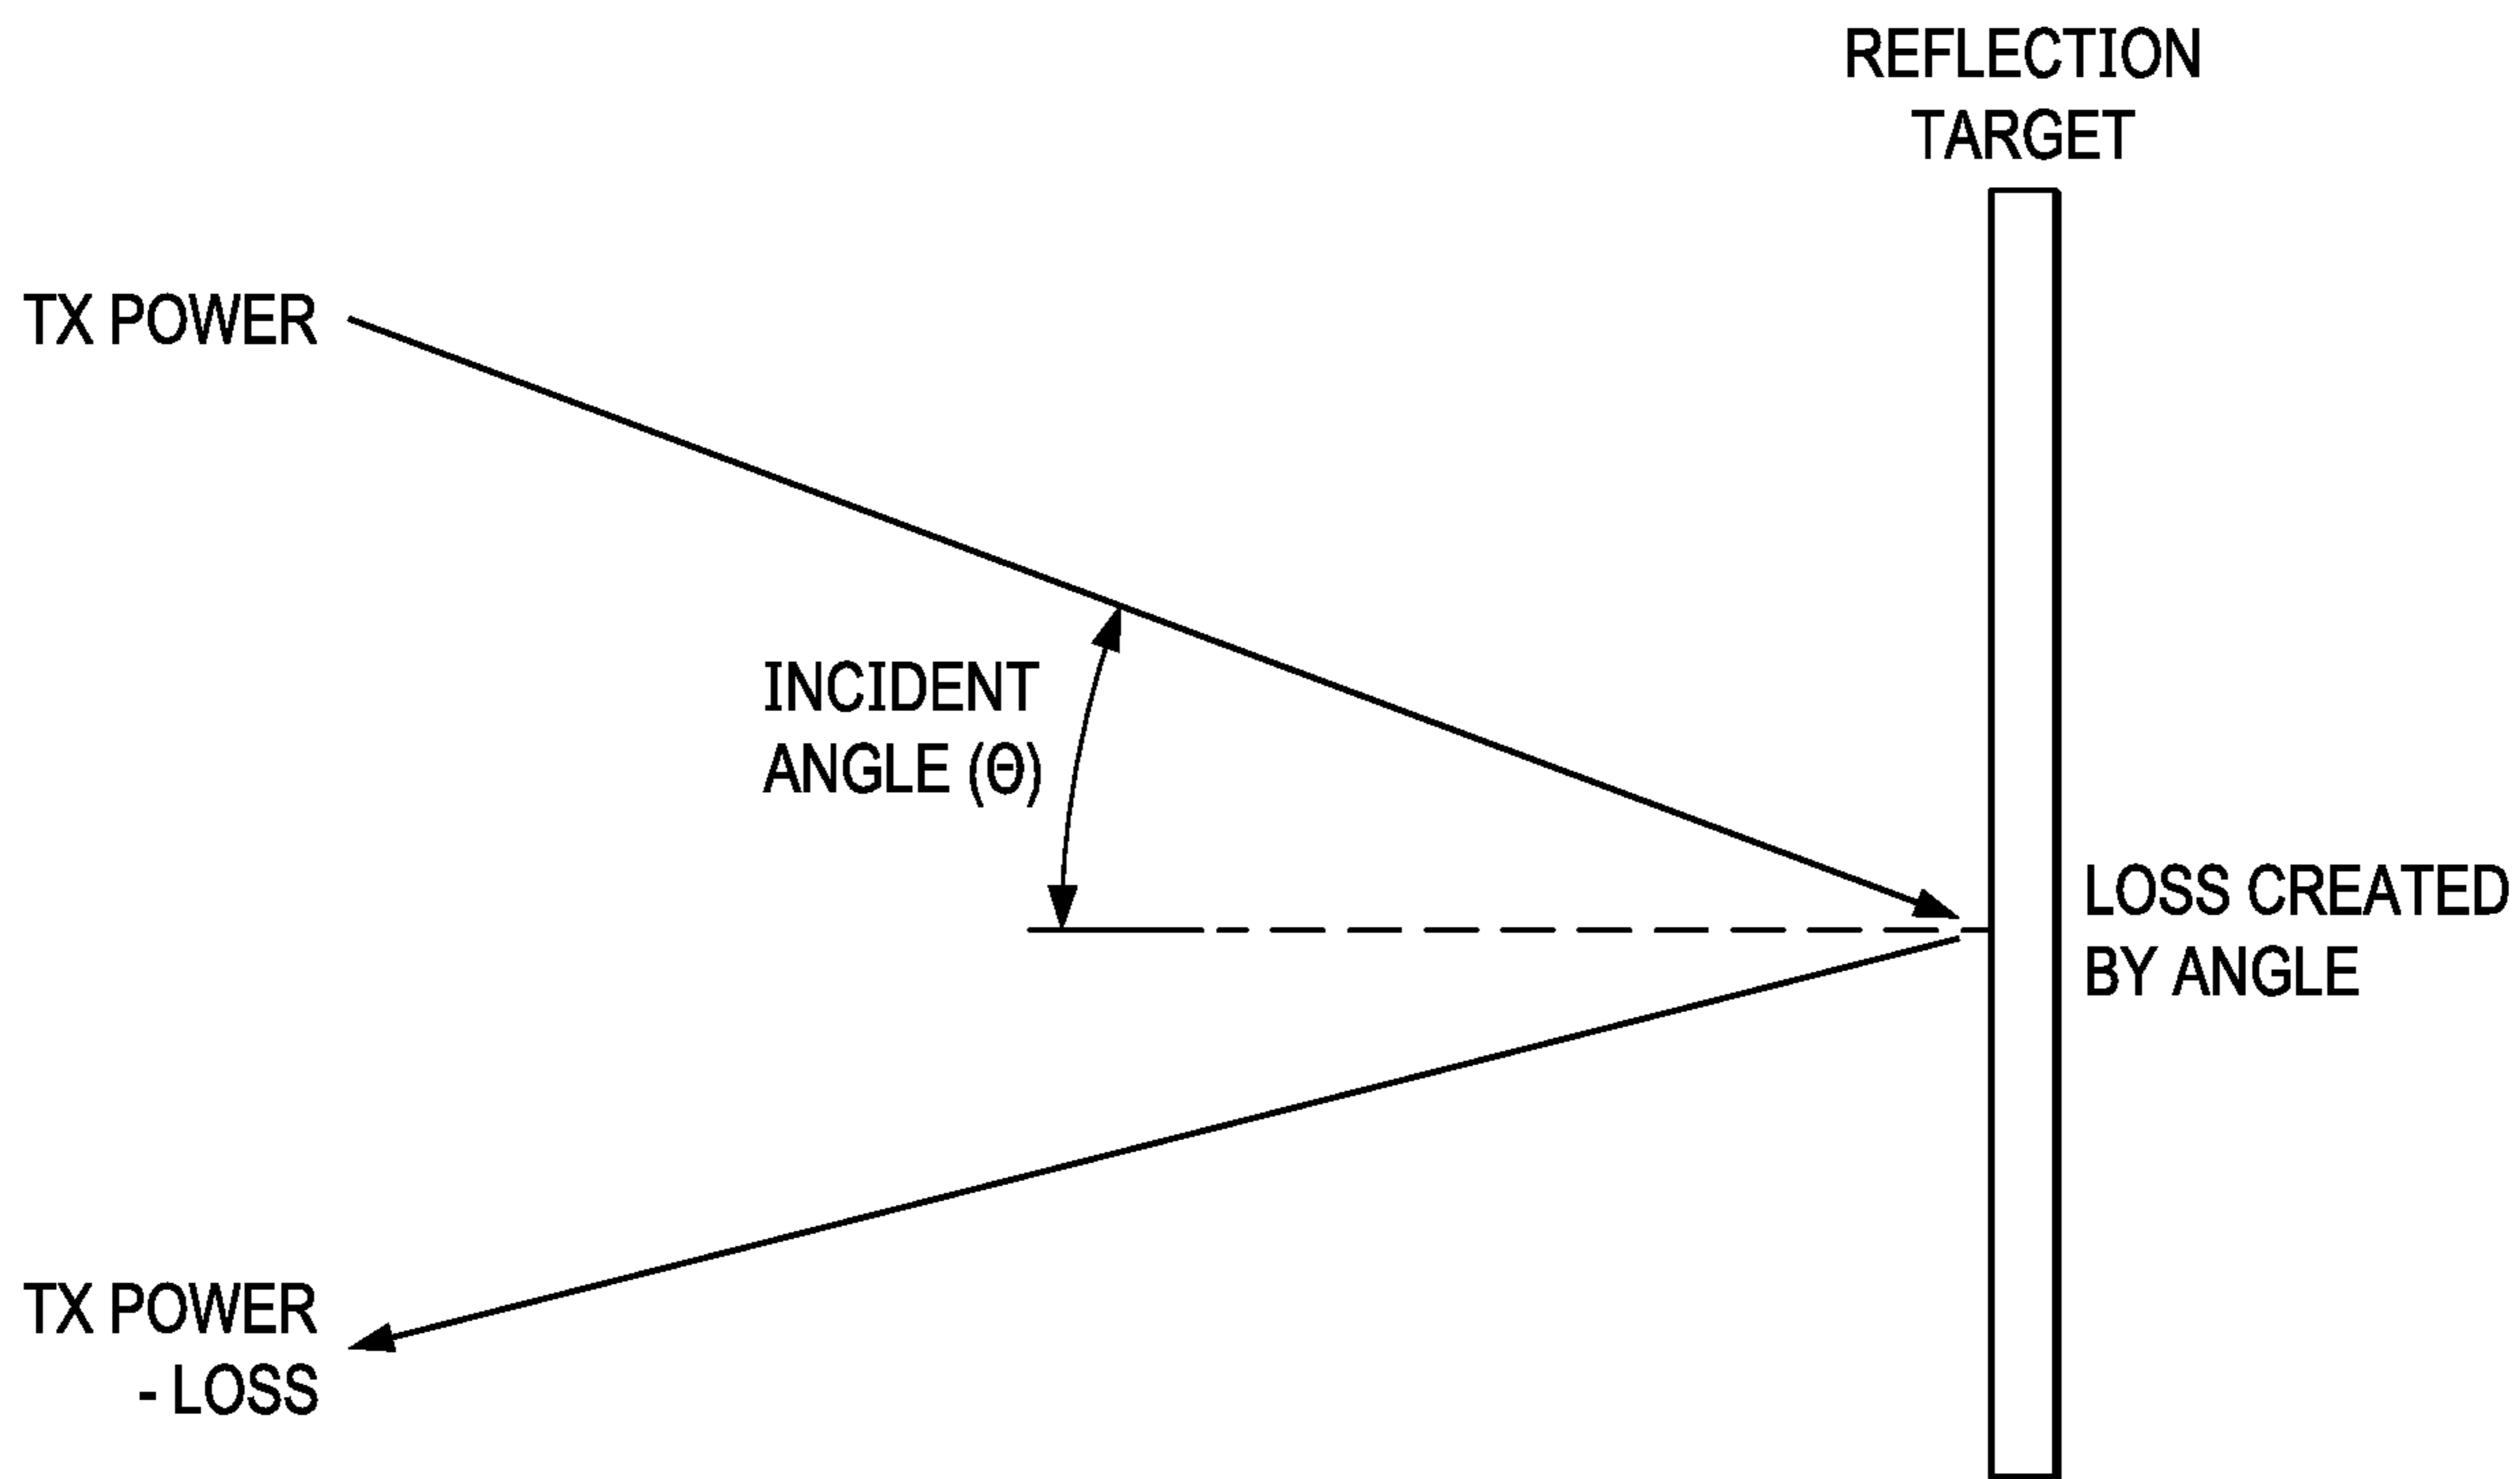 REFLECTION
TARGET
TX POWER
INCIDENT
ANGLE (Θ)
LOSS CREATED
BY ANGLE
TX POWER
- LOSS